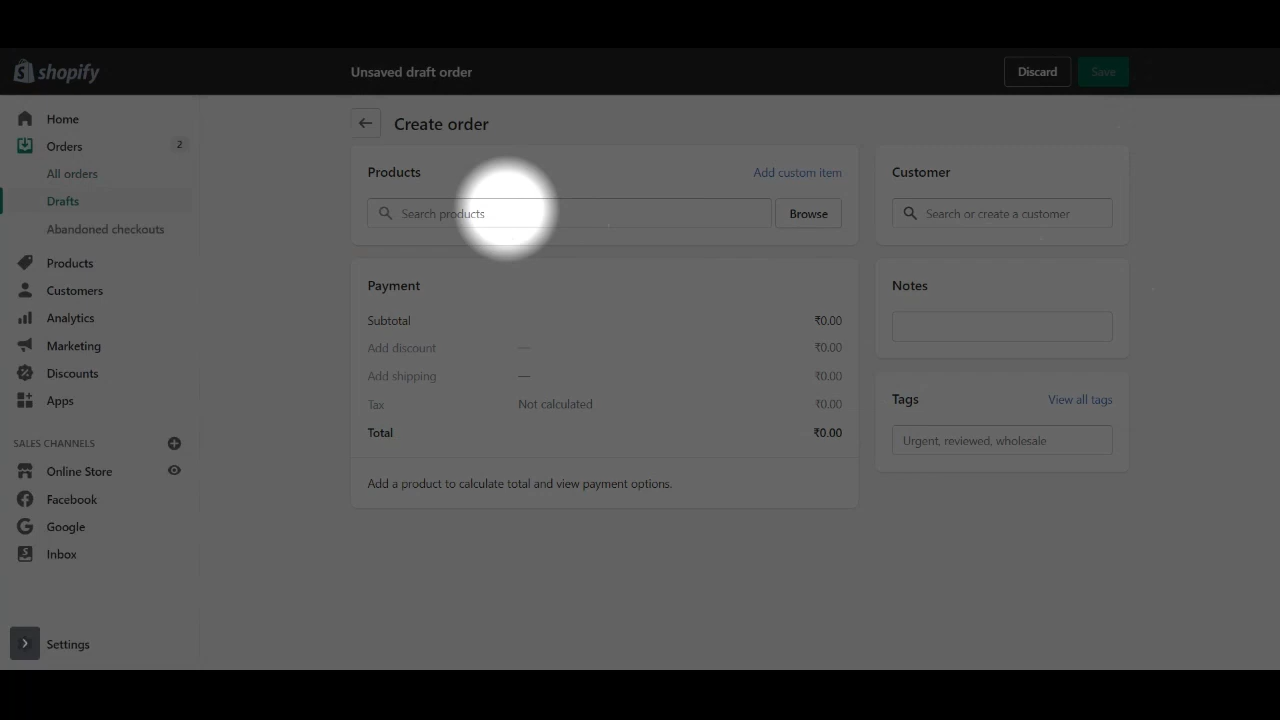 shopify
Unsaved draft order
Discard
Save
Home
Orders
2
All orders
Drafts
Abandoned checkouts
Products
Customers
Analytics
Marketing
Discounts
Apps
SALES CHANNELS
Online Store
Facebook
Google
Inbox
Settings
Create order
Products
Add custom item
Search products
Browse
Payment
Subtotal
₹0.00
Add discount
—
₹0.00
Add shipping
—
₹0.00
Tax
Not calculated
₹0.00
Total
₹0.00
Add a product to calculate total and view payment options.
Customer
Search or create a customer
Notes
Tags
View all tags
Urgent, reviewed, wholesale